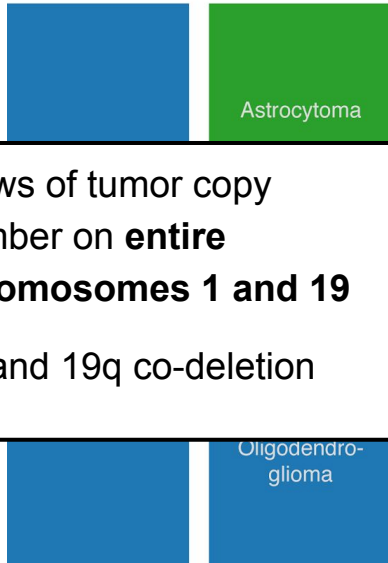 Astrocytoma
ws of tumor copy
nber on entire
omosomes 1 and 19
and 19q co-deletion
Oligodendro-
glioma